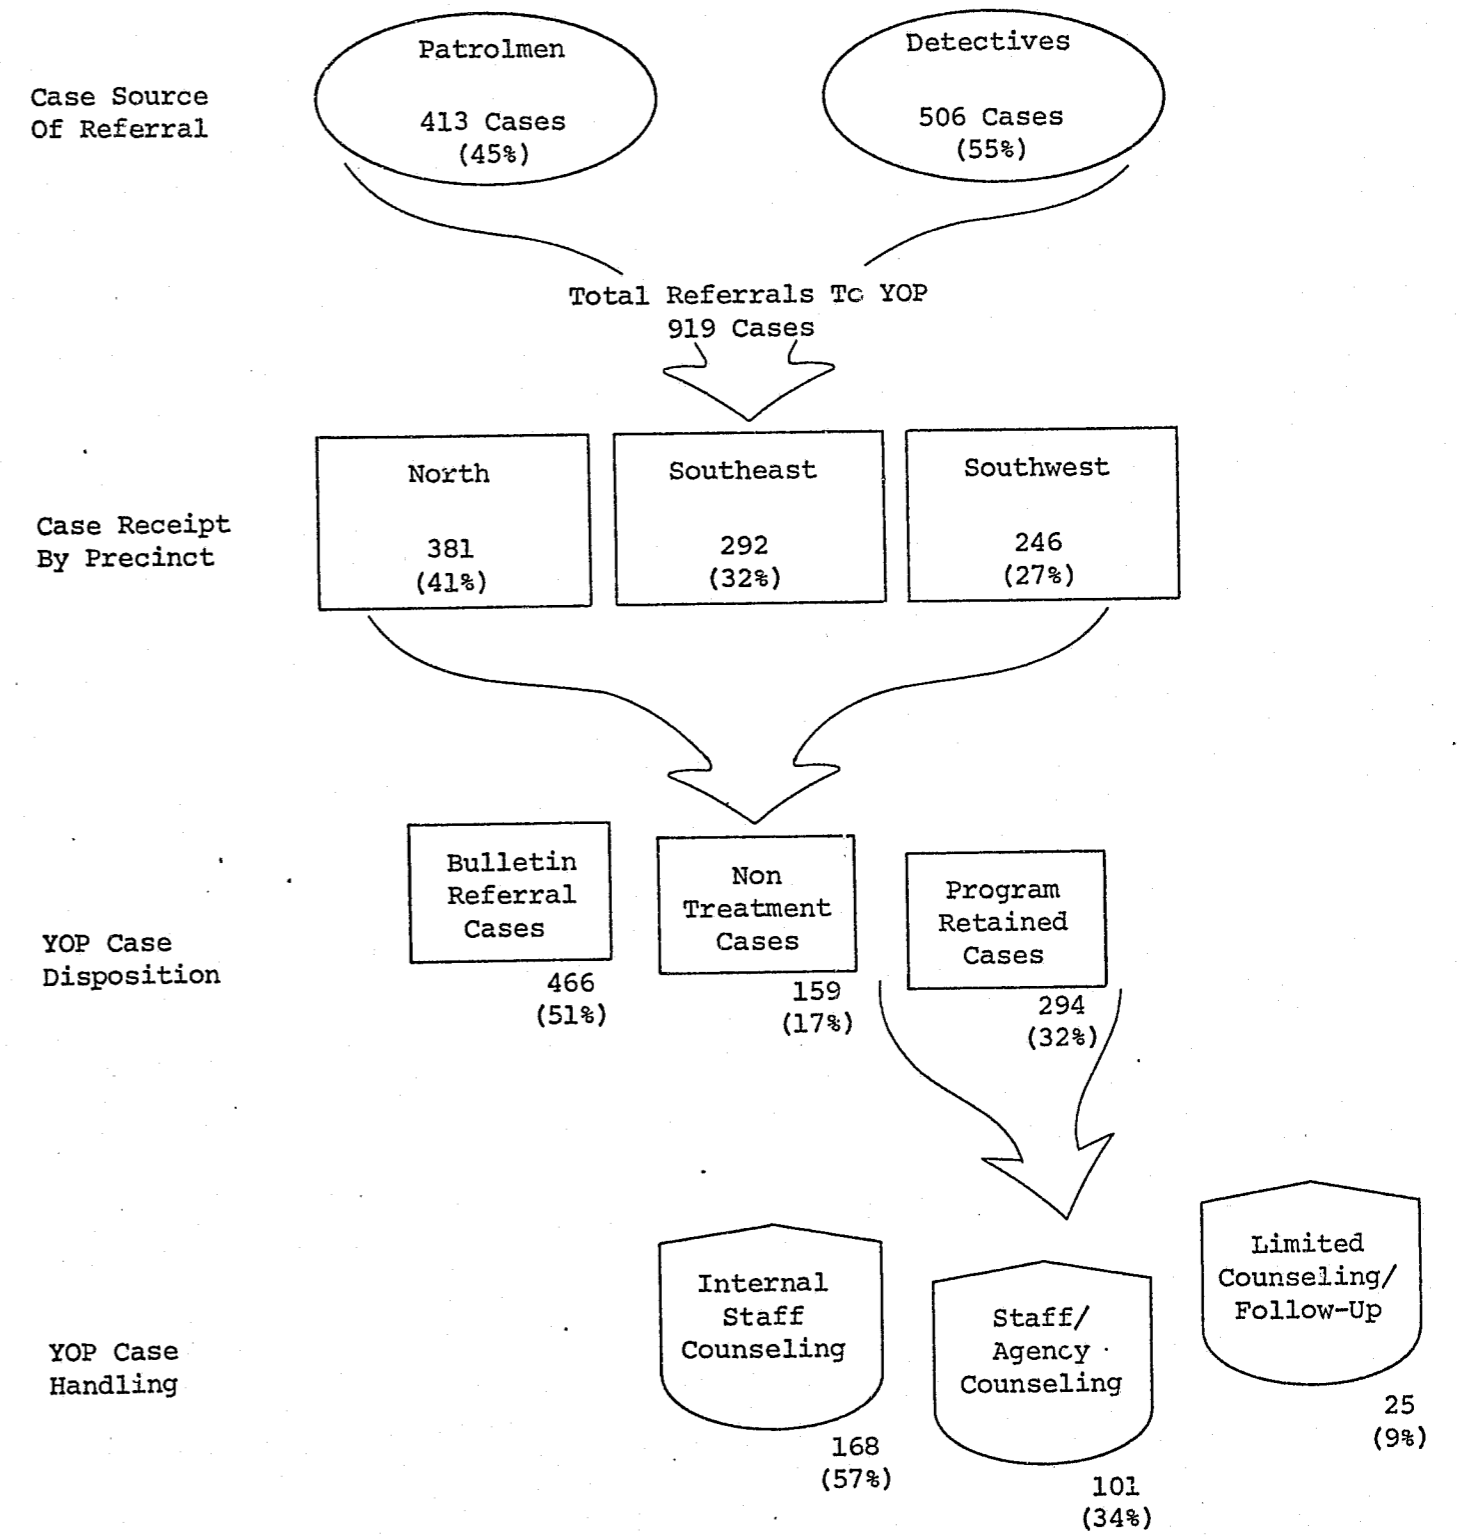 Patrolmen
413 Cases
(45%)
Detectives
506 Cases
(55%)
Case Source
Of Referral
Total Referrals To YOP
919 Cases
Case Receipt
By Precinct
North
381
(41%)
Southeast
292
(32%)
Southwest
246
(27%)
YOP Case
Disposition
Bulletin
Referral
Cases
466
(51%)
Non
Treatment
Cases
159
(17%)
Program
Retained
Cases
294
(32%)
YOP Case
Handling
Internal
Staff
Counseling
168
(57%)
Staff/
Agency
Counseling
101
(34%)
Limited
Counseling/
Follow-Up
25
(9%)